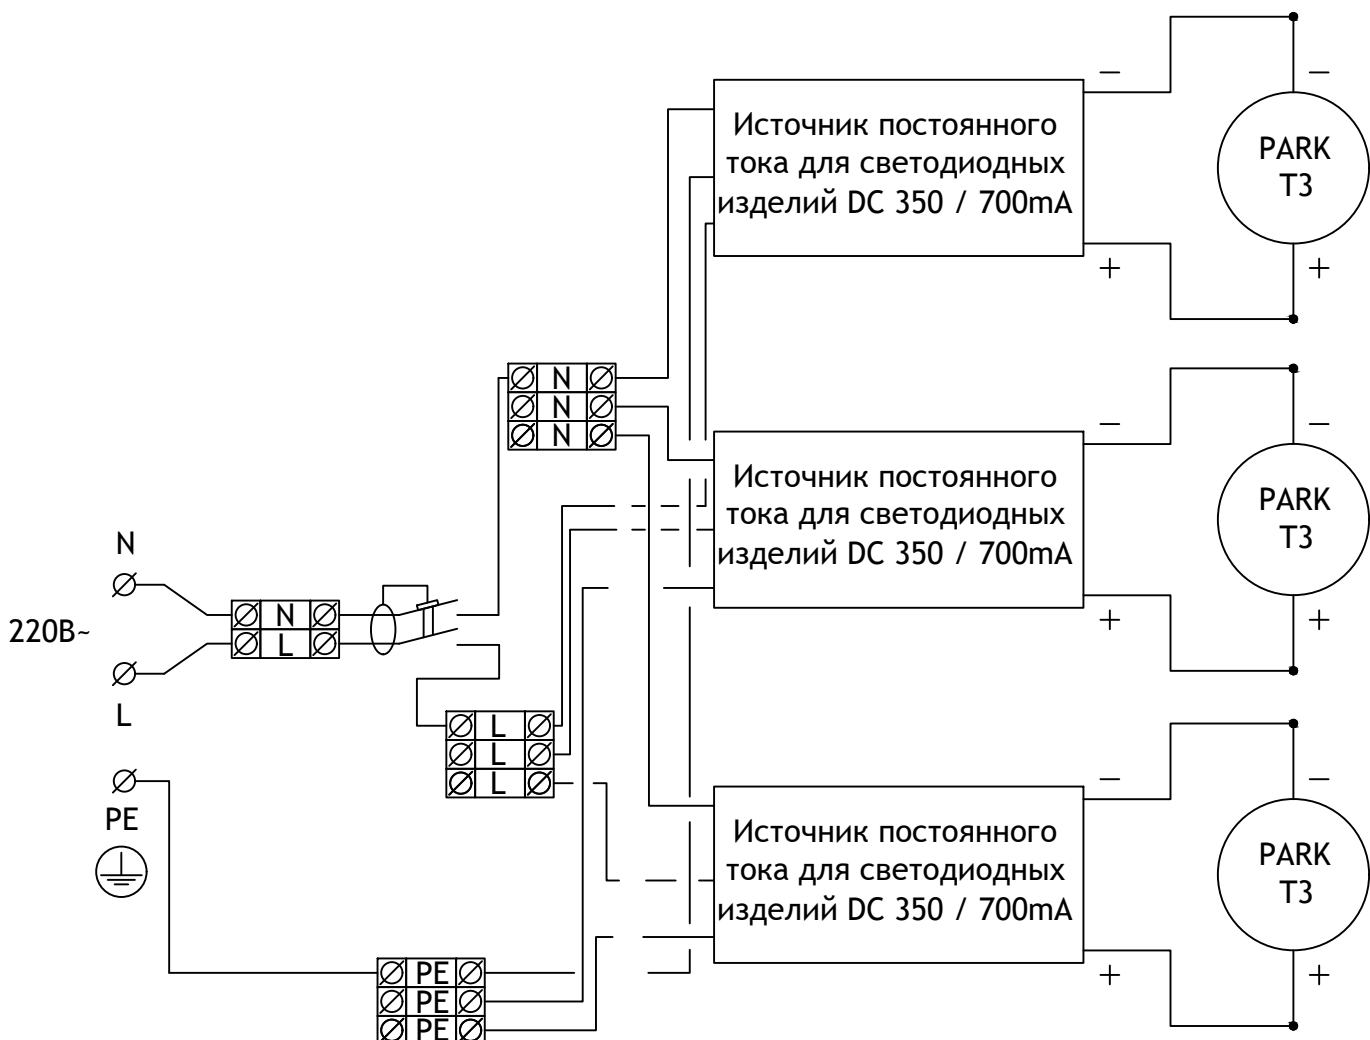 −
−
Источник постоянного
тока для светодиодных
изделий DC 350 / 700mA
PARK
T3
+
+
N
N
N
−
−
Источник постоянного
тока для светодиодных
изделий DC 350 / 700mA
PARK
T3
+
+
N
220В~
N
L
L
L
L
L
PE
−
−
Источник постоянного
тока для светодиодных
изделий DC 350 / 700mA
PARK
T3
+
+
PE
PE
PE